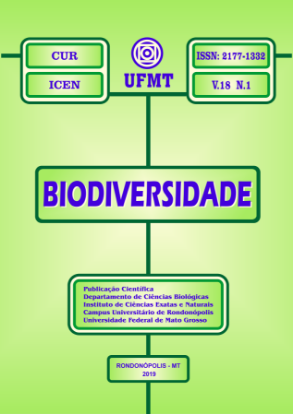 CUR
ICEN
UFMT
ISSN: 2177-1332
V.18 N.1
BIODIVERSIDADE
Publicação Científica
Departamento de Ciências Biológicas
Instituto de Ciências Exatas e Naturais
Campus Universitário de Rondonópolis
Universidade Federal de Mato Grosso
RONDONÓPOLIS - MT
2019